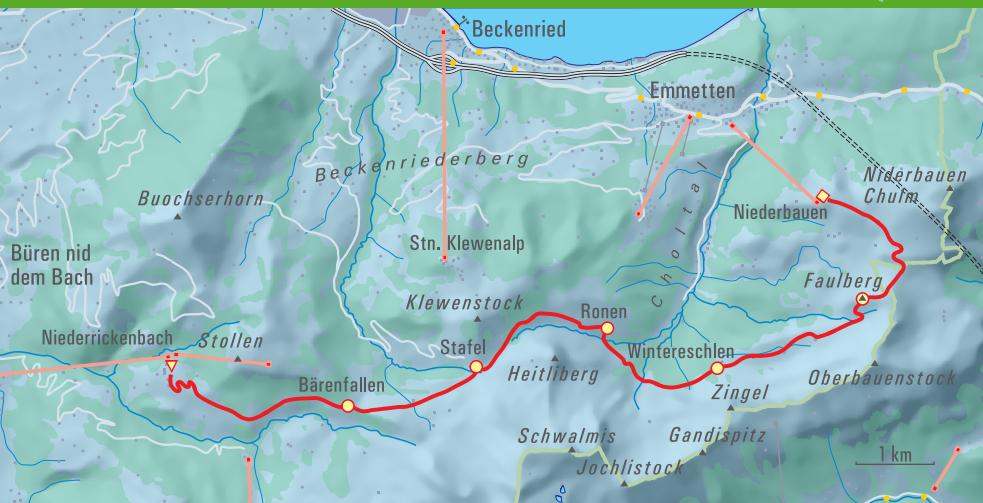 Beckenried
Emmetten
Beckenriederberg
Niderbauen
Chulm
Buochserhorn
Niederbauen
Choltal
Stn. Klewenalp
Büren nid
dem Bach
Faulberg
Klewenstock
Ronen
Niederrickenbach
Stollen
Stafel
Wintereschlen
Heitliberg
Oberbauenstock
Bärenfallen
Zingel
Schwalmis
Gandispitz
Jochlistock
1 km